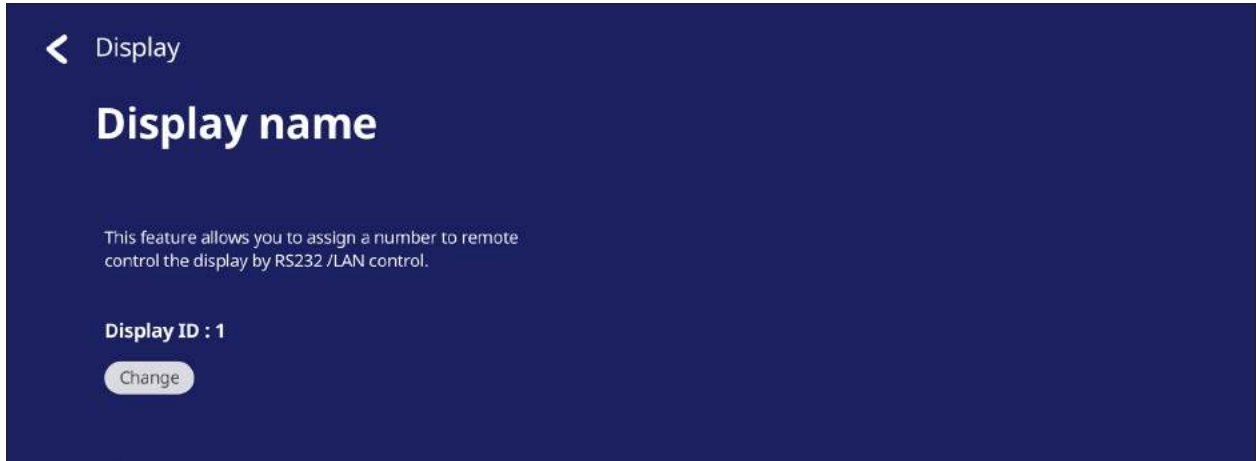 Display
Display name
This feature allows you to assign a number to remote
control the display by RS232 /LAN control.
Display ID : 1
Change